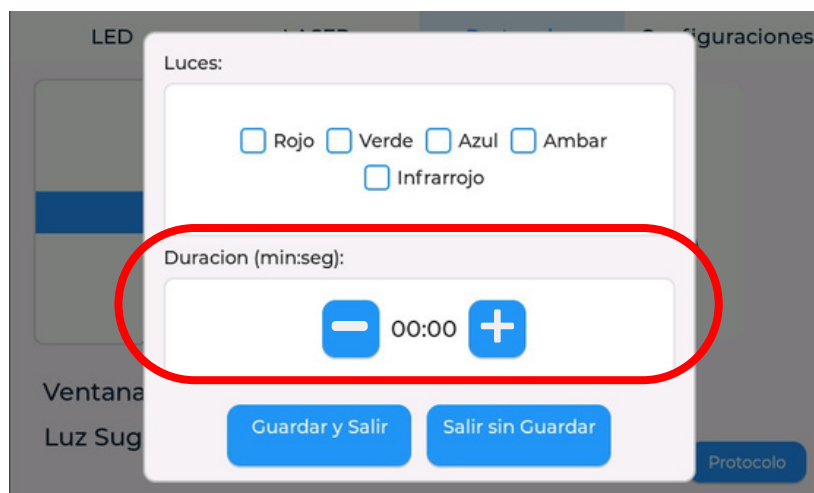 LED
iguraciones
Luces:
Rojo Verde Azul Ambar
Infrarrojo
Duracion (min:seg):
00:00
Ventana
Luz Sug
Guardar y Salir Salir sin Guardar
Protocolo